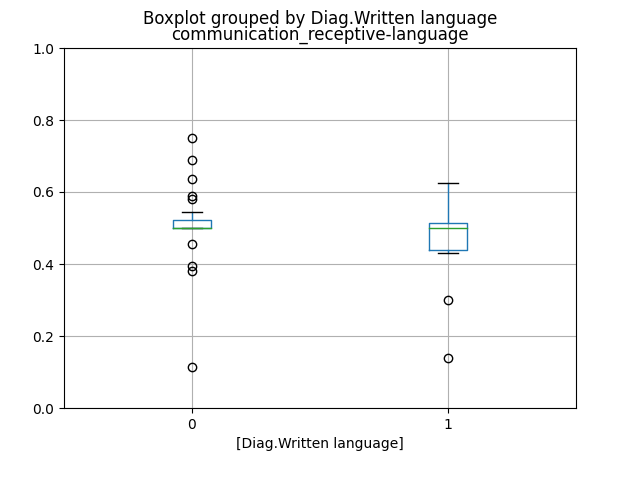 Boxplot grouped by Diag.Written language
communication_receptive-language
1.0
0.8
0.6
0.4
0.2
0.0
0 1
[Diag.Written language]